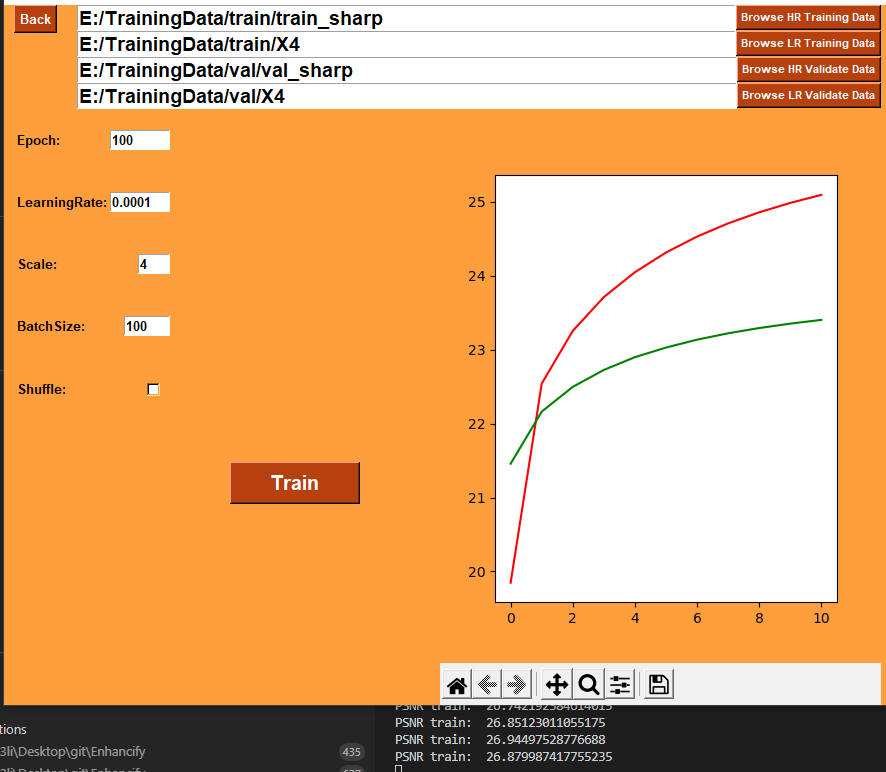 Back
E:/TrainingData/train/train_sharp
Browse HR Training Data
E:/TrainingData/train/X4
Browse LR Training Data
E:/TrainingData/val/val_sharp
Browse HR Validate Data
E:/TrainingData/val/X4
Browse LR Validate Data
Epoch: 100
LearningRate: 0.0001
Scale: 4
BatchSize: 100
Shuffle:
Train
25
24
23
22
21
20
0 2 4 6 8 10
PSNR train: 26.742192384014015
PSNR train: 26.85123011055175
PSNR train: 26.94497528776688
PSNR train: 26.879987417755235
tions
3li\Desktop\git\Enhancify 435